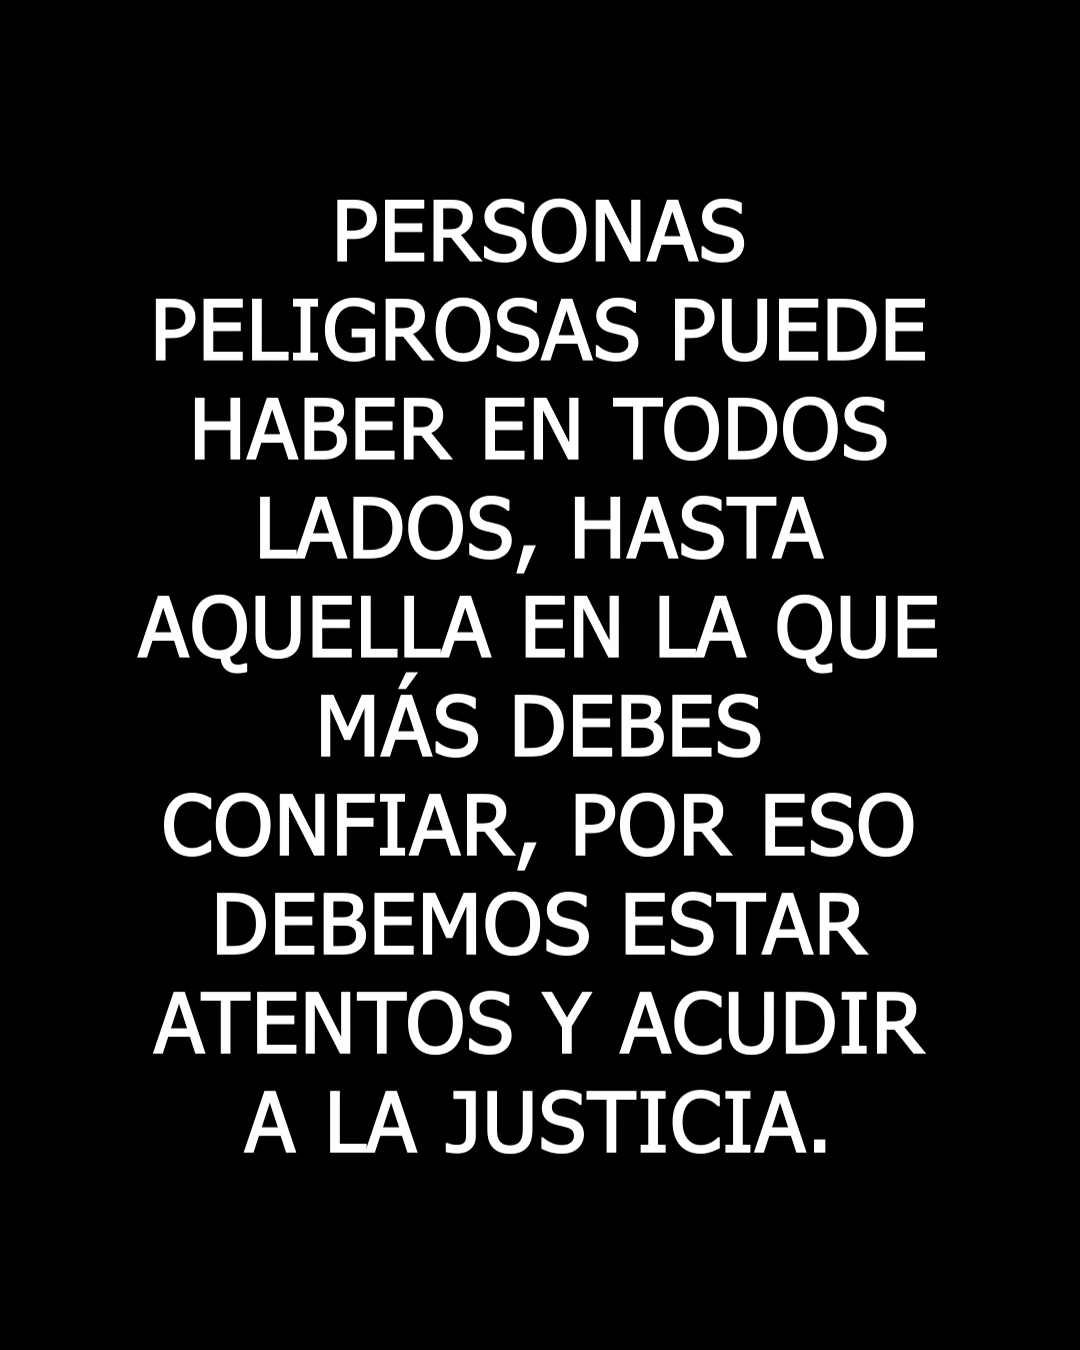 PERSONAS
PELIGROSAS PUEDE
HABER EN TODOS
LADOS, HASTA
AQUELLA EN LA QUE
MÁS DEBES
CONFIAR, POR ESO
DEBEMOS ESTAR
ATENTOS Y ACUDIR
A LA JUSTICIA.